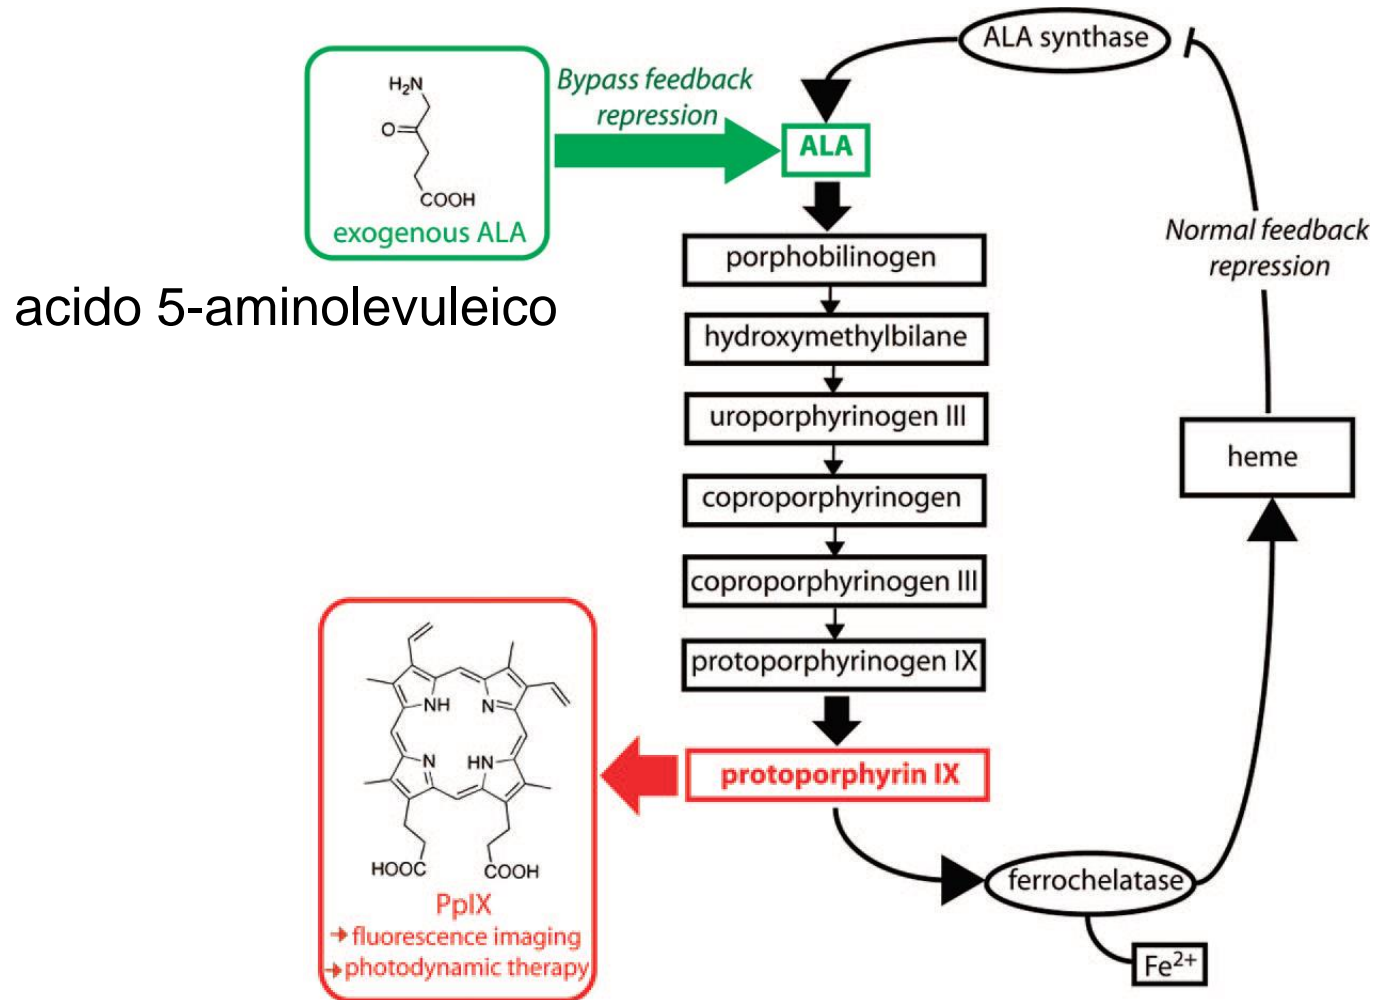 ALA synthase
H₂N
O
COOH
exogenous ALA
Bypass feedback
repression
ALA
acido 5-aminolevuleico
porphobilinogen
hydroxymethylbilane
uroporphyrinogen III
coproporphyrinogen
coproporphyrinogen III
protoporphyrinogen IX
protoporphyrin IX
Normal feedback
repression
heme
ferrochelatase
Fe²⁺
NH
N
N
HN
HOOC
COOH
PpIX
→ fluorescence imaging
→ photodynamic therapy